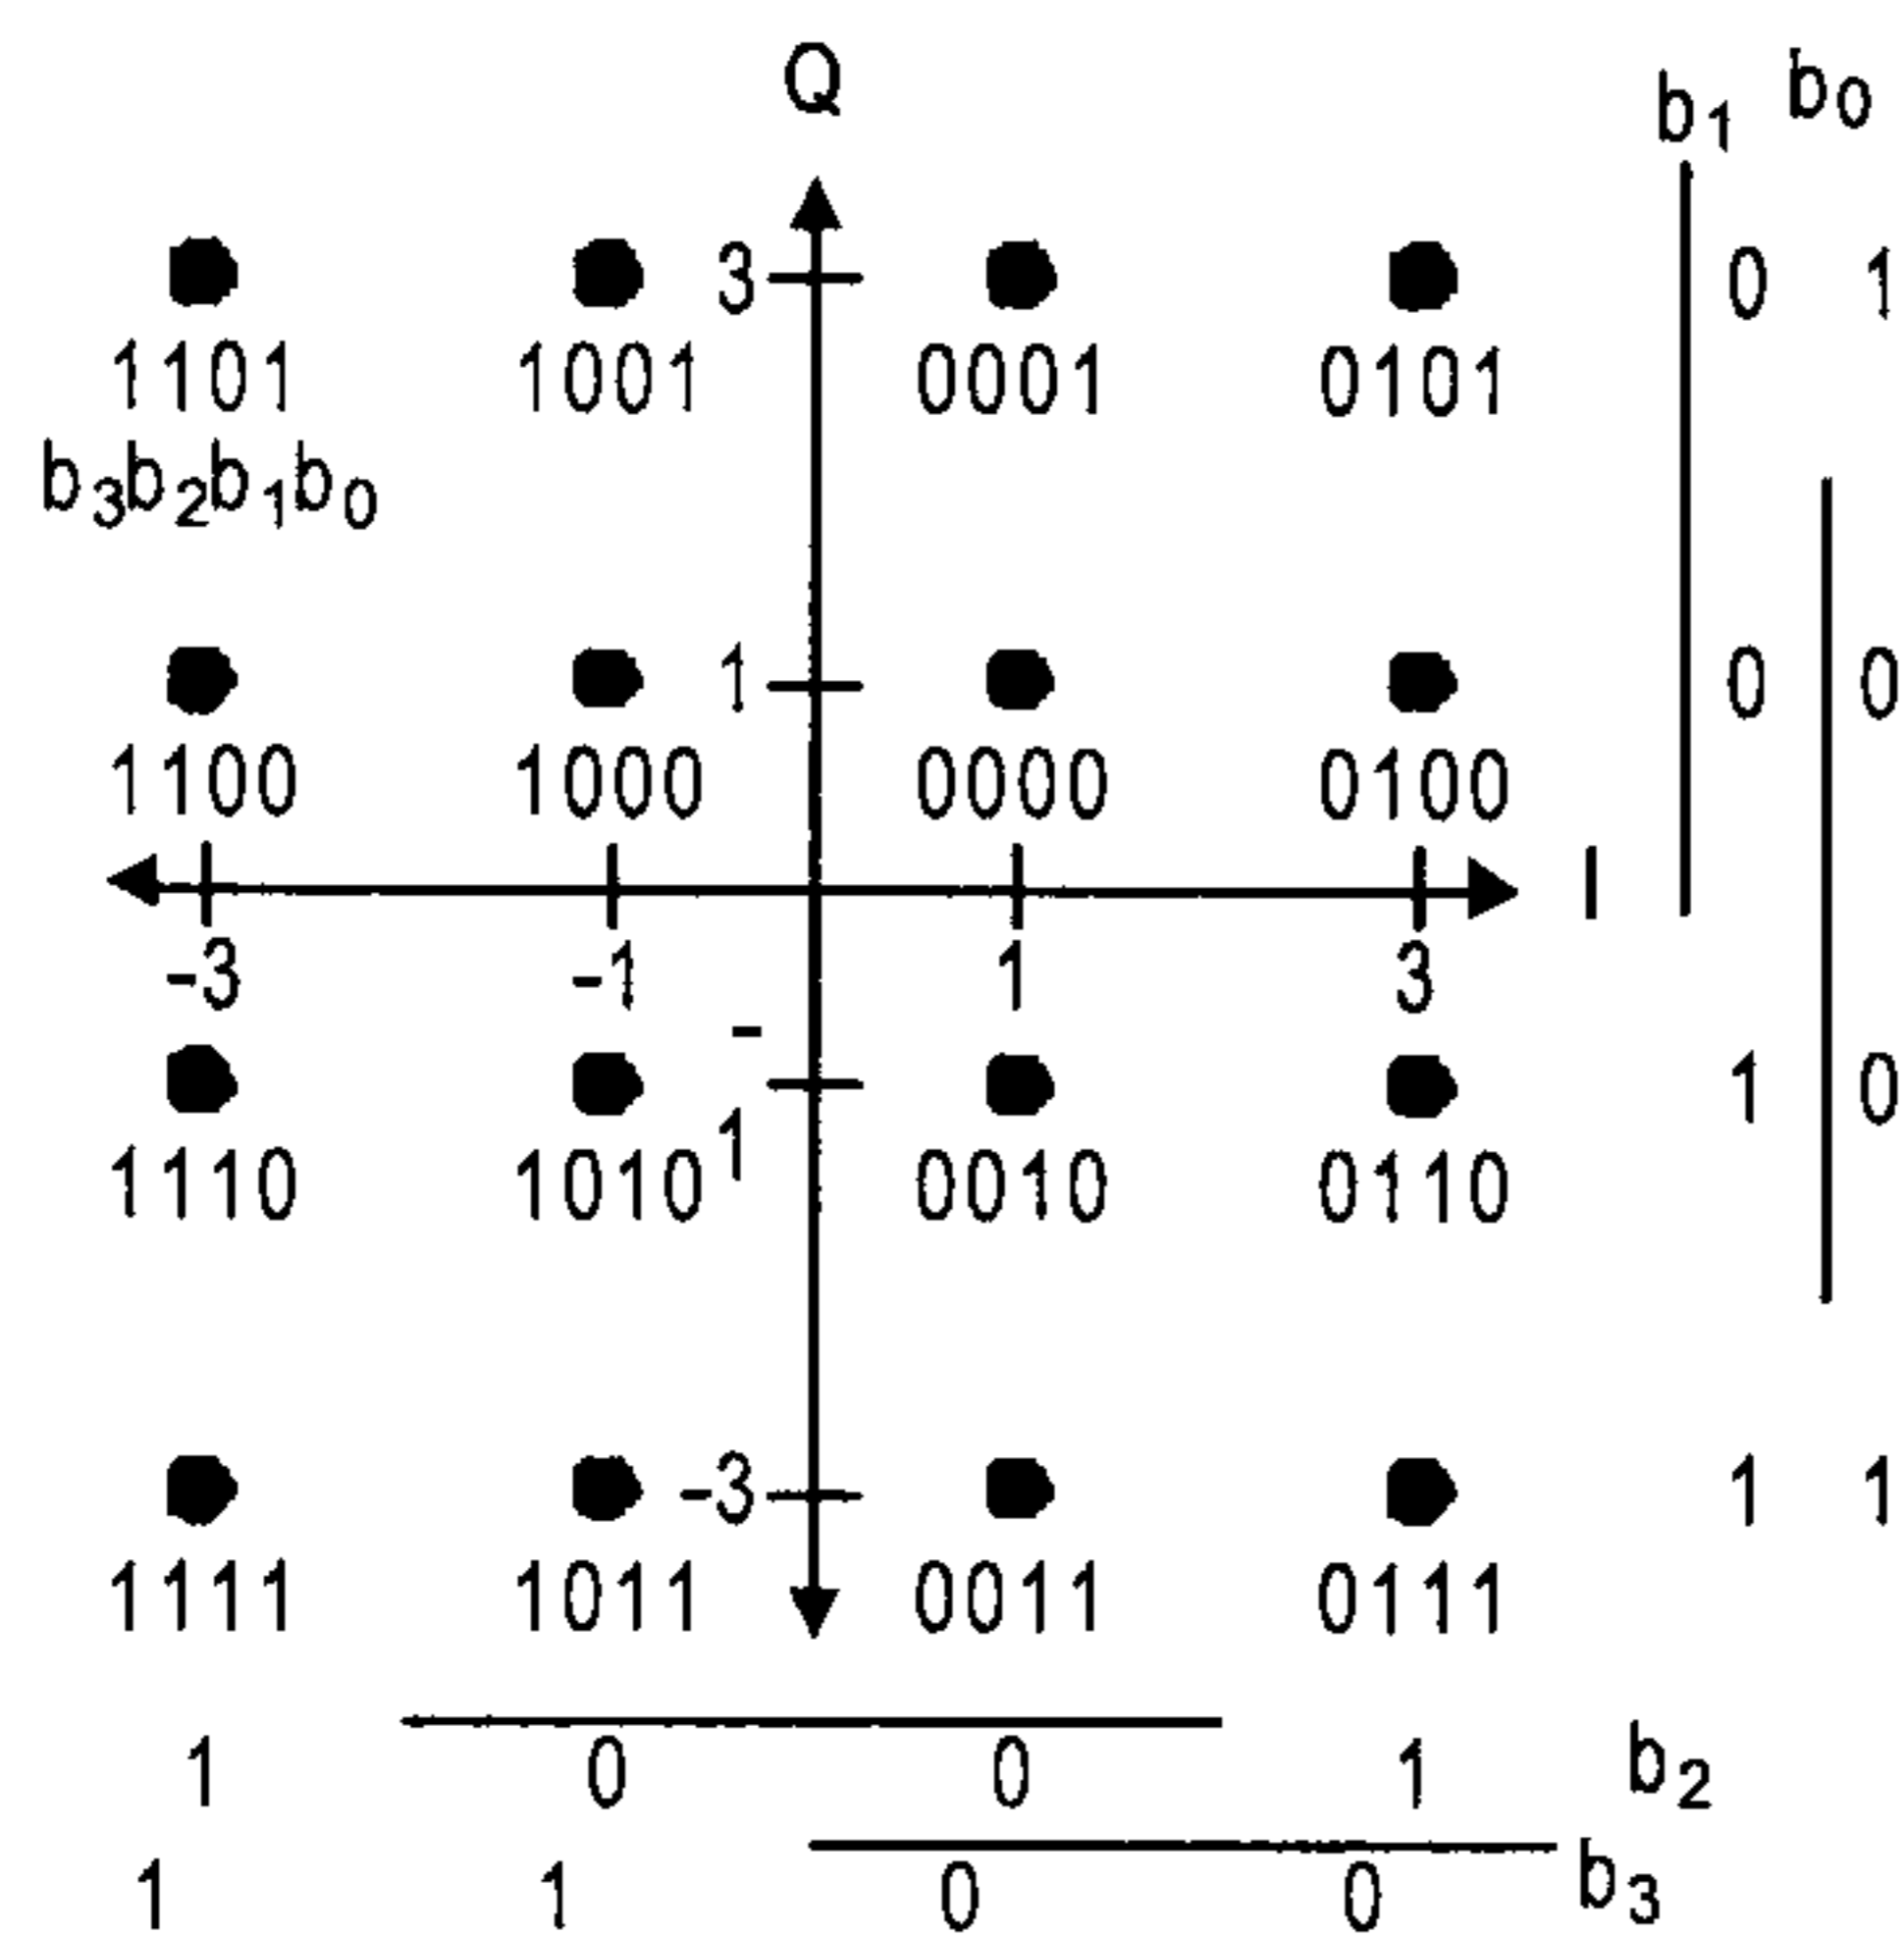 Q b₁ b₀
3 0 1
1101 1001 0001 0101
b₃b₂b₁b₀
1 0 0
1100 1000 0000 0100
I
-3 -1 1 3
-1 1 0
1110 1010 0010 0110
-3 1 1
1111 1011 0011 0111
1 0 0 1 b₂
1 1 0 0 b₃